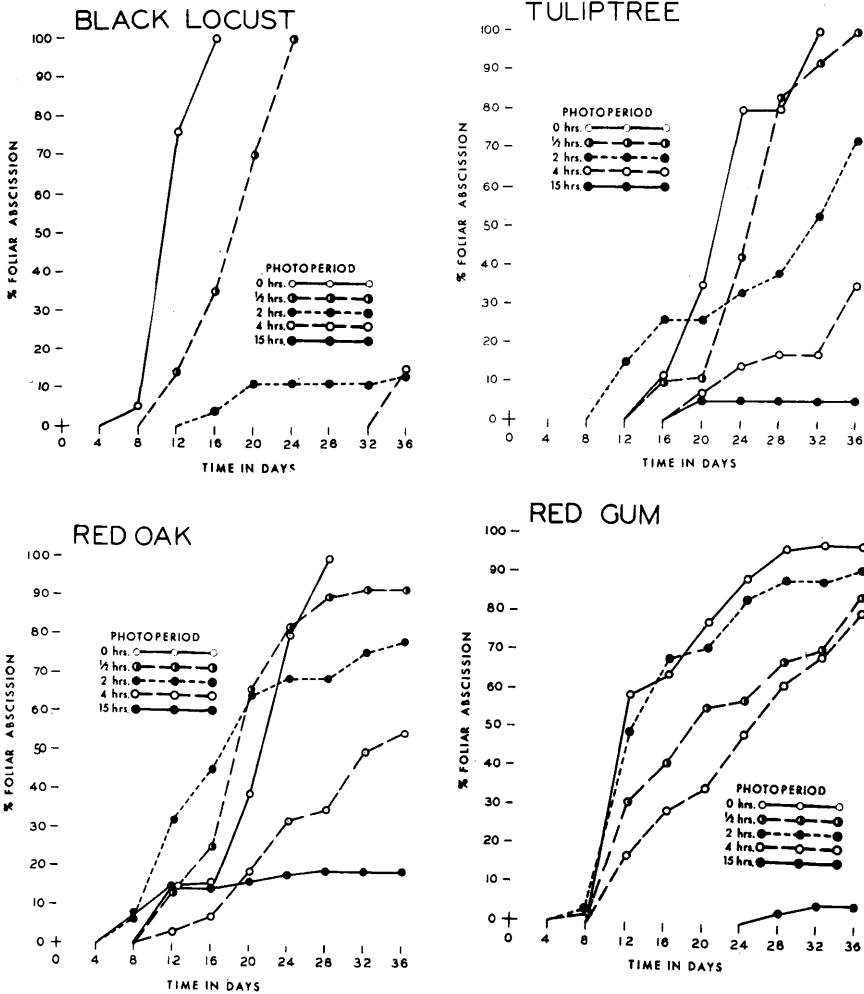 BLACK LOCUST
100
90
80
70
60
50
40
30
20
10
0
% FOLIAR ABSCISSION
PHOTOPERIOD
0 hrs.
½ hrs.
2 hrs.
4 hrs.
15 hrs.
0 4 8 12 16 20 24 28 32 36
TIME IN DAYS
TULIPTREE
100
90
80
70
60
50
40
30
20
10
0
% FOLIAR ABSCISSION
PHOTOPERIOD
0 hrs.
½ hrs.
2 hrs.
4 hrs.
15 hrs.
0 4 8 12 16 20 24 28 32 36
TIME IN DAYS
RED OAK
100
90
80
70
60
50
40
30
20
10
0
% FOLIAR ABSCISSION
PHOTOPERIOD
0 hrs.
½ hrs.
2 hrs.
4 hrs.
15 hrs.
0 4 8 12 16 20 24 28 32 36
TIME IN DAYS
RED GUM
100
90
80
70
60
50
40
30
20
10
0
% FOLIAR ABSCISSION
PHOTOPERIOD
0 hrs.
½ hrs.
2 hrs.
4 hrs.
15 hrs.
0 4 8 12 16 20 24 28 32 36
TIME IN DAYS